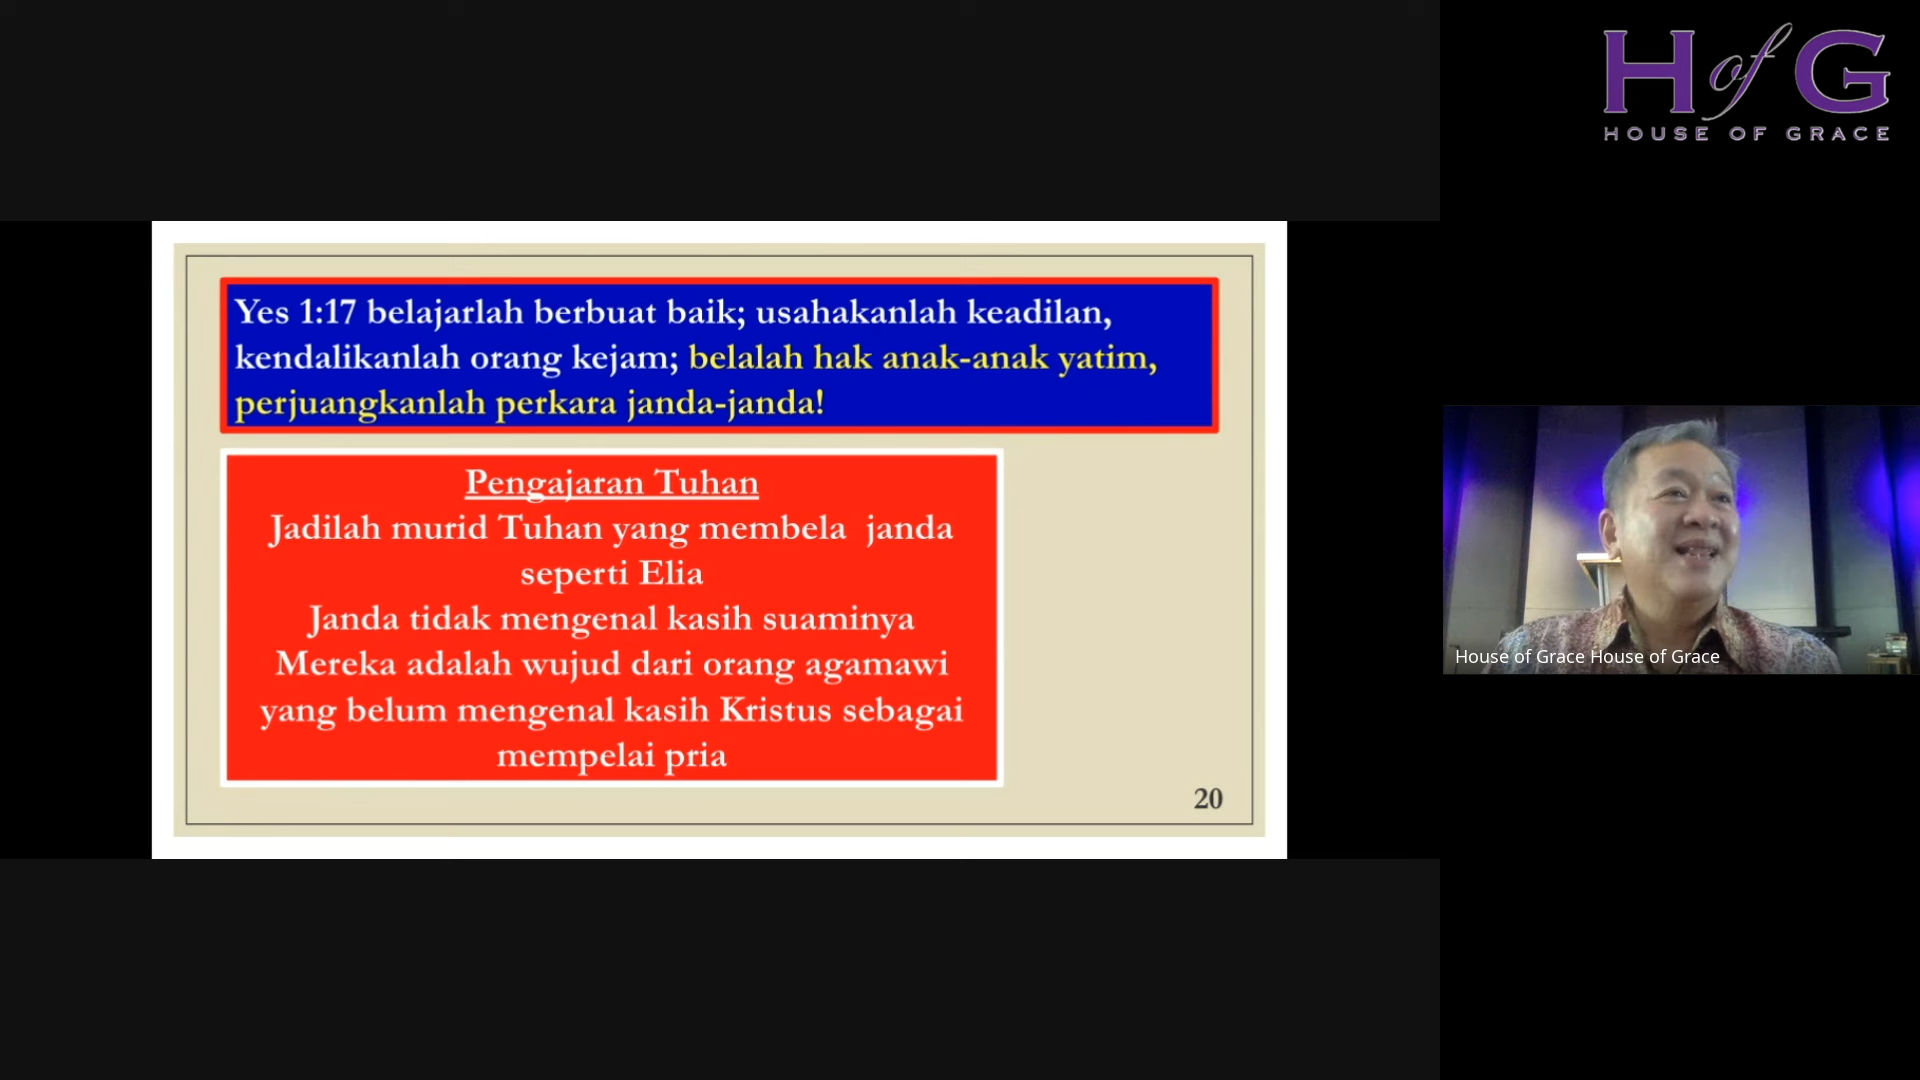 H of G
HOUSE OF GRACE
Yes 1:17 belajarlah berbuat baik; usahakanlah keadilan,
kendalikanlah orang kejam; belalah hak anak-anak yatim,
perjuangkanlah perkara janda-janda!
Pengajaran Tuhan
Jadilah murid Tuhan yang membela  janda
seperti Elia
Janda tidak mengenal kasih suaminya
Mereka adalah wujud dari orang agamawi
yang belum mengenal kasih Kristus sebagai
mempelai pria
20
House of Grace House of Grace